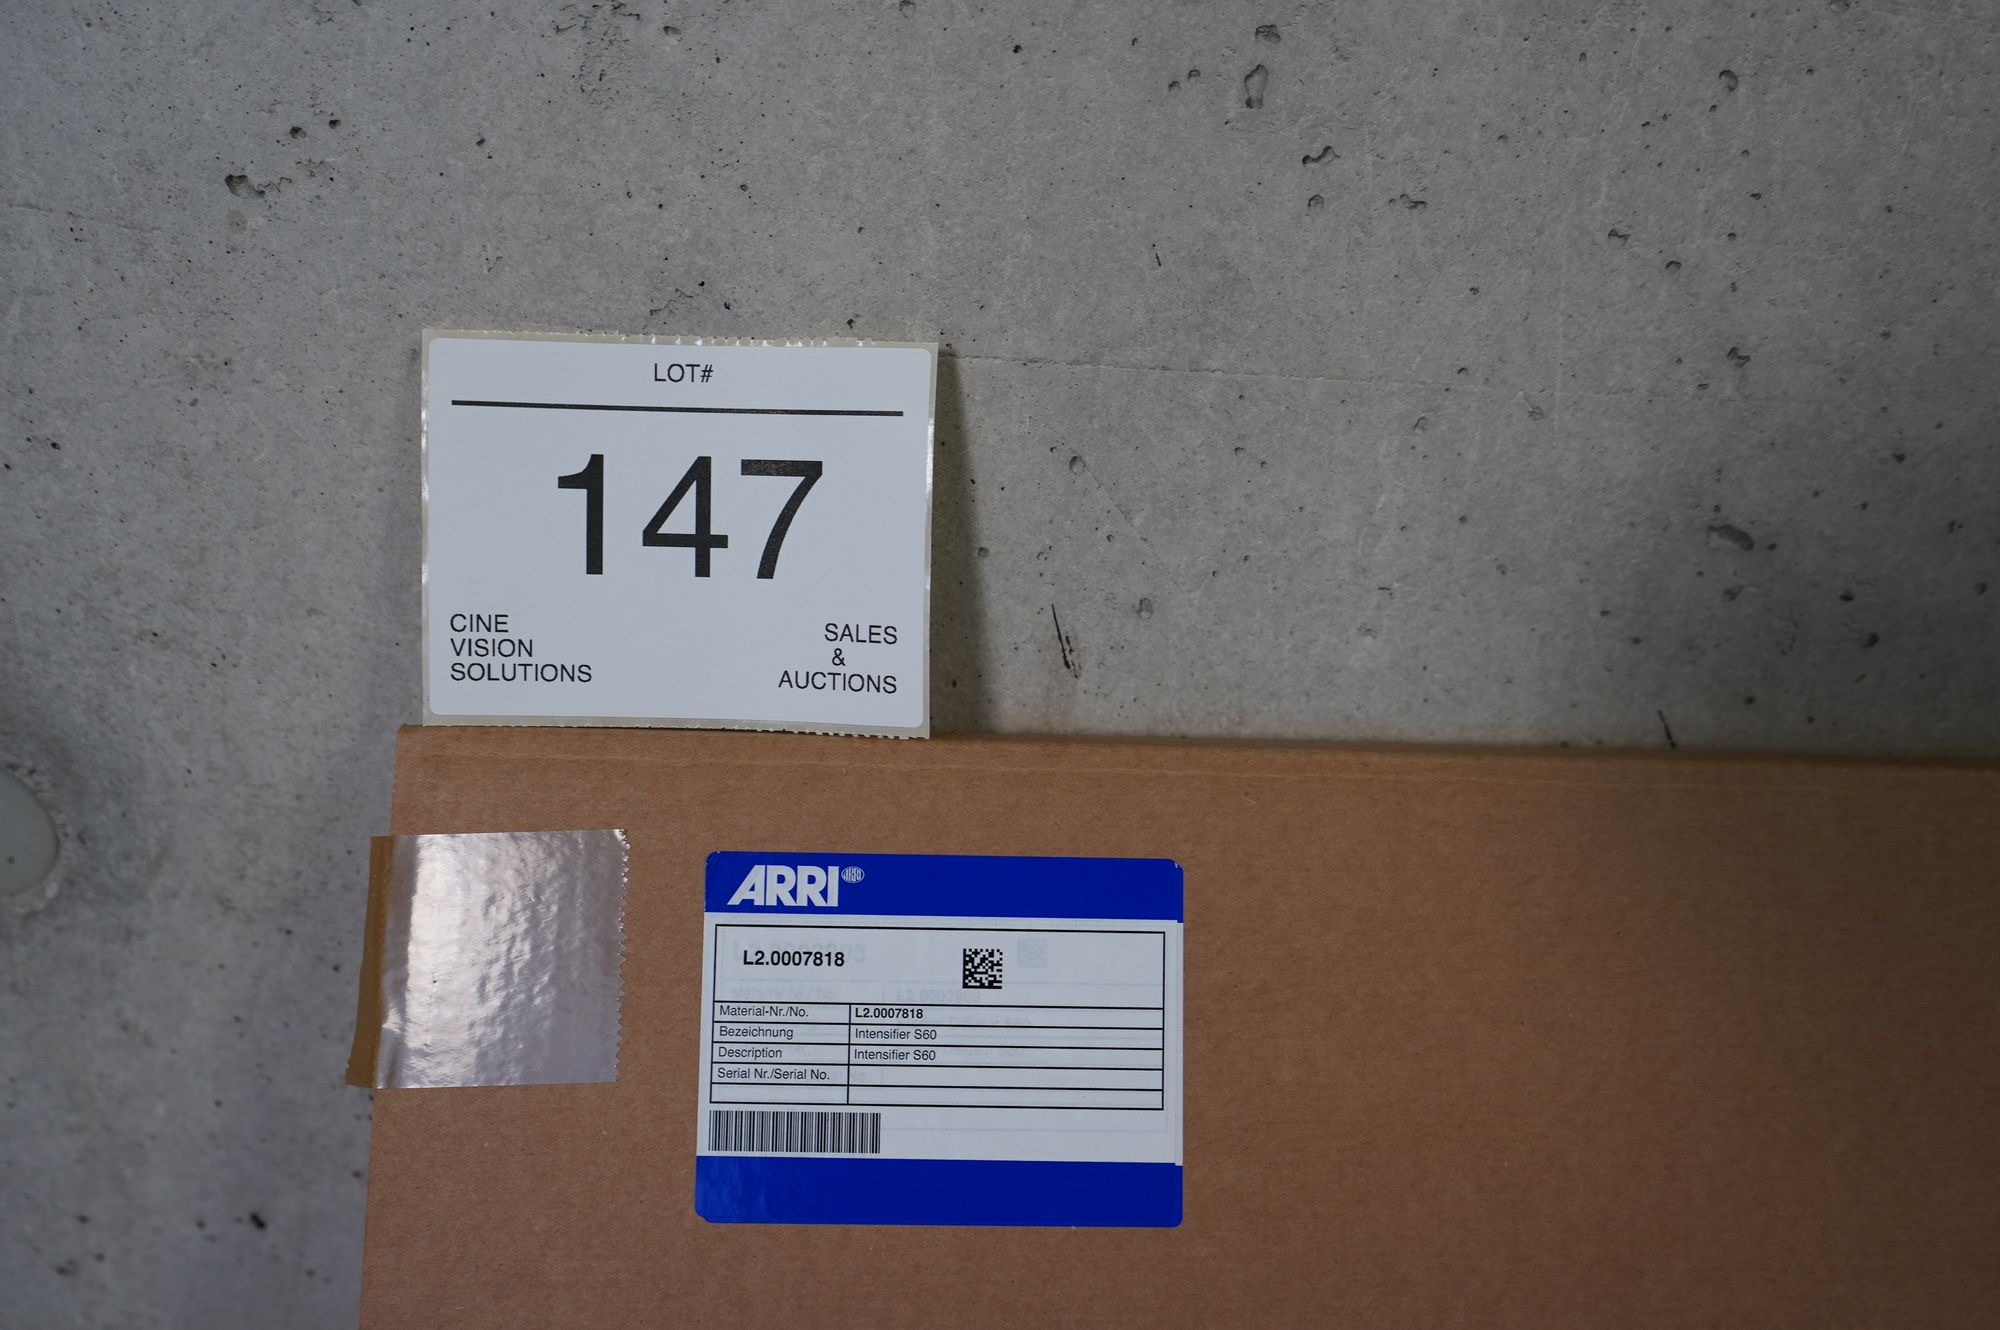 LOT#
147
CINE
VISION
SOLUTIONS
SALES
&
AUCTIONS
ARRI®
L2.0007818
Material-Nr./No. L2.0007818
Bezeichnung Intensifier S60
Description Intensifier S60
Serial Nr./Serial No.